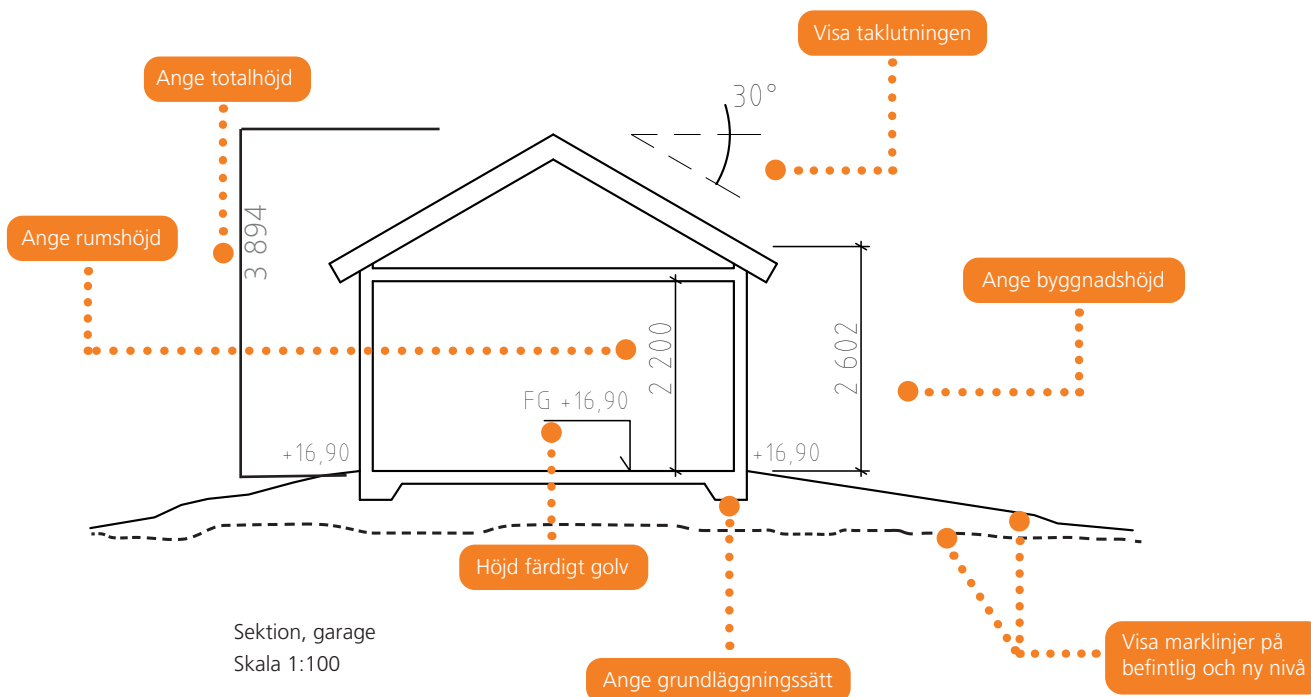 Visa taklutningen
Ange totalhöjd
30°
3 894
Ange rumshöjd
Ange byggnadshöjd
2 200
2 602
FG +16,90
+16,90
+16,90
Höjd färdigt golv
Sektion, garage
Skala 1:100
Visa marklinjer på
befintlig och ny nivå
Ange grundläggningssätt